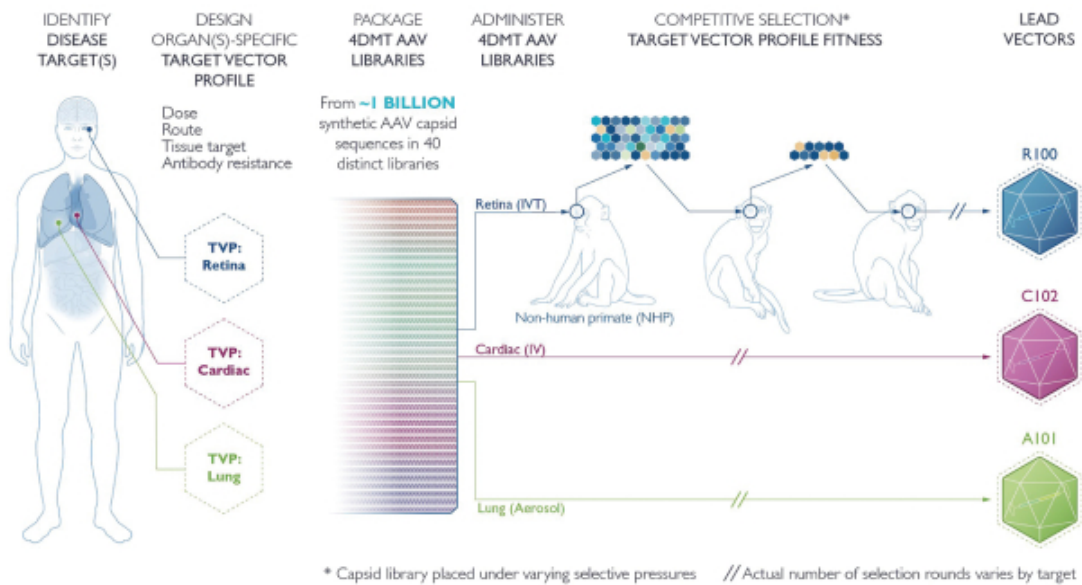 IDENTIFY
DISEASE
TARGET(S)
DESIGN
ORGAN(S)-SPECIFIC
TARGET VECTOR
PROFILE
PACKAGE
4DMT AAV
LIBRARIES
ADMINISTER
4DMT AAV
LIBRARIES
COMPETITIVE SELECTION*
TARGET VECTOR PROFILE FITNESS
LEAD
VECTORS
Dose
Route
Tissue target
Antibody resistance
From ~1 BILLION
synthetic AAV capsid
sequences in 40
distinct libraries
TVP:
Retina
TVP:
Cardiac
TVP:
Lung
Retina (IVT)
Non-human primate (NHP)
Cardiac (IV)
Lung (Aerosol)
R100
C102
A101
* Capsid library placed under varying selective pressures
// Actual number of selection rounds varies by target